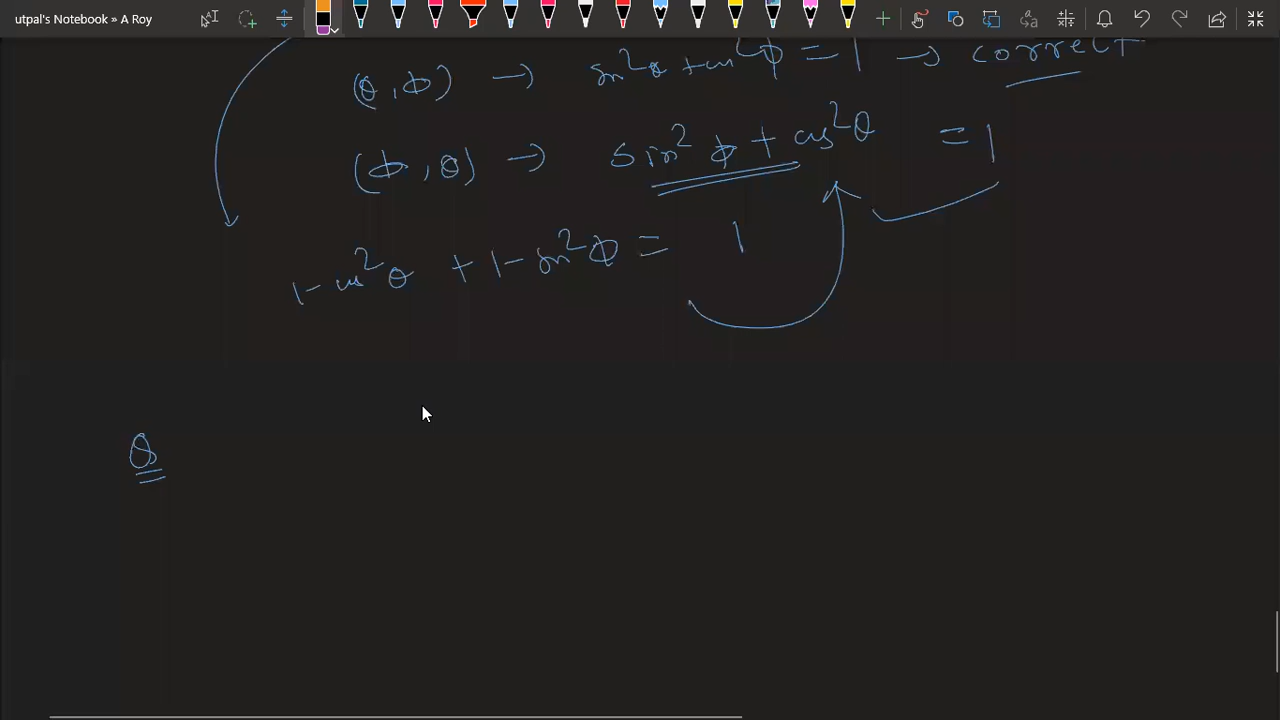 utpal's Notebook » A Roy
(θ, φ) → sin²θ + cos²φ = 1 → correct
(φ, θ) → sin²φ + cos²θ = 1
1 - cos²θ + 1 - sin²φ = 1
Q